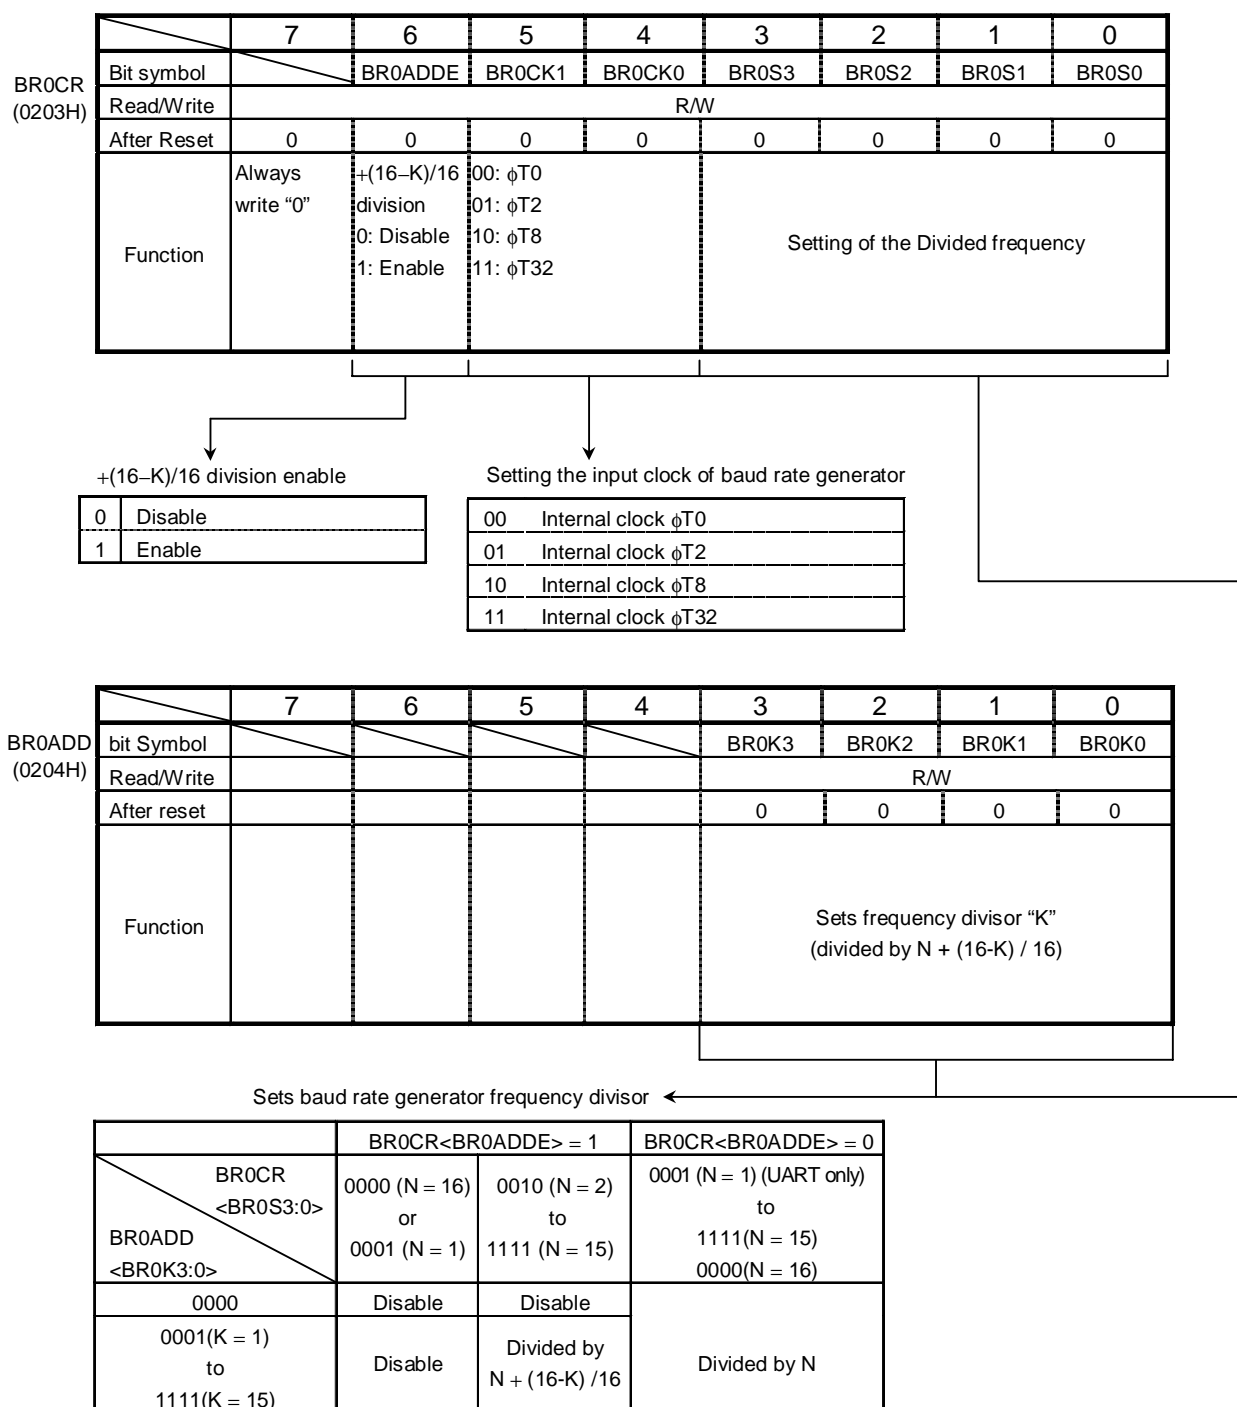 7 6 5 4 3 2 1 0
BR0CR
(0203H)
Bit symbol BR0ADDE BR0CK1 BR0CK0 BR0S3 BR0S2 BR0S1 BR0S0
Read/Write R/W
After Reset 0 0 0 0 0 0 0 0
Function
Always
write “0”
+(16–K)/16
division
0: Disable
1: Enable
00: ϕT0
01: ϕT2
10: ϕT8
11: ϕT32
Setting of the Divided frequency
+(16–K)/16 division enable
0 Disable
1 Enable
Setting the input clock of baud rate generator
00 Internal clock ϕT0
01 Internal clock ϕT2
10 Internal clock ϕT8
11 Internal clock ϕT32
7 6 5 4 3 2 1 0
BR0ADD
(0204H)
bit Symbol BR0K3 BR0K2 BR0K1 BR0K0
Read/Write R/W
After reset 0 0 0 0
Function
Sets frequency divisor “K”
(divided by N + (16-K) / 16)
Sets baud rate generator frequency divisor
BR0CR<BR0ADDE> = 1 BR0CR<BR0ADDE> = 0
BR0CR
<BR0S3:0>
BR0ADD
<BR0K3:0>
0000 (N = 16)
or
0001 (N = 1)
0010 (N = 2)
to
1111 (N = 15)
0001 (N = 1) (UART only)
to
1111(N = 15)
0000(N = 16)
0000 Disable Disable
0001(K = 1)
to
1111(K = 15)
Disable
Divided by
N + (16-K) /16
Divided by N